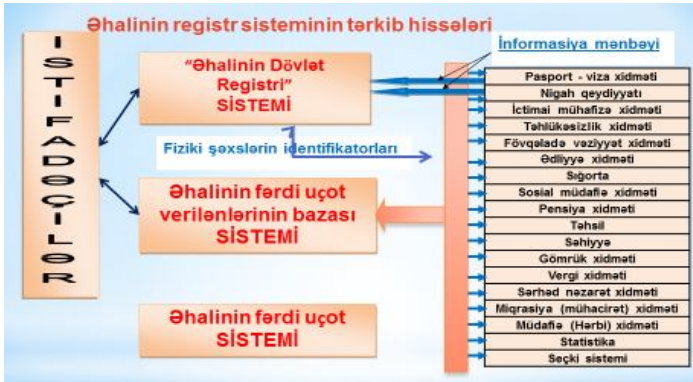 Əhalinin registr sisteminin tərkib hissələri
İSTİFADƏÇİLƏR
"Əhalinin Dövlət
Registri"
SİSTEMİ
Fiziki şəxslərin identifikatorları
Əhalinin fərdi uçot
verilənlərinin bazası
SİSTEMİ
Əhalinin fərdi uçot
SİSTEMİ
İnformasiya mənbəyi
Pasport - viza xidməti
Nigah qeydiyyatı
İctimai mühafizə xidməti
Təhlükəsizlik xidməti
Fövqəladə vəziyyət xidməti
Ədliyyə xidməti
Sığorta
Sosial müdafiə xidməti
Pensiya xidməti
Təhsil
Səhiyyə
Gömrük xidməti
Vergi xidməti
Sərhəd nəzarət xidməti
Miqrasiya (mühacirət) xidməti
Müdafiə (Hərbi) xidməti
Statistika
Seçki sistemi